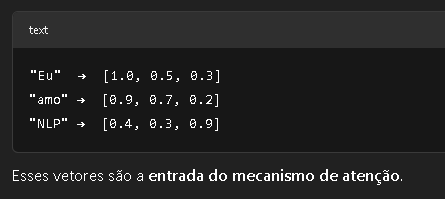 text
"Eu" → [1.0, 0.5, 0.3]
"amo" → [0.9, 0.7, 0.2]
"NLP" → [0.4, 0.3, 0.9]
Esses vetores são a entrada do mecanismo de atenção.